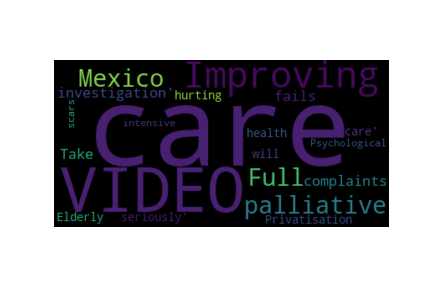 Mexico Improving
investigation' hurting fails
scars care
intensive
health care'
Psychological
Take will
VIDEO Full complaints
palliative
Elderly seriously' Privatisation